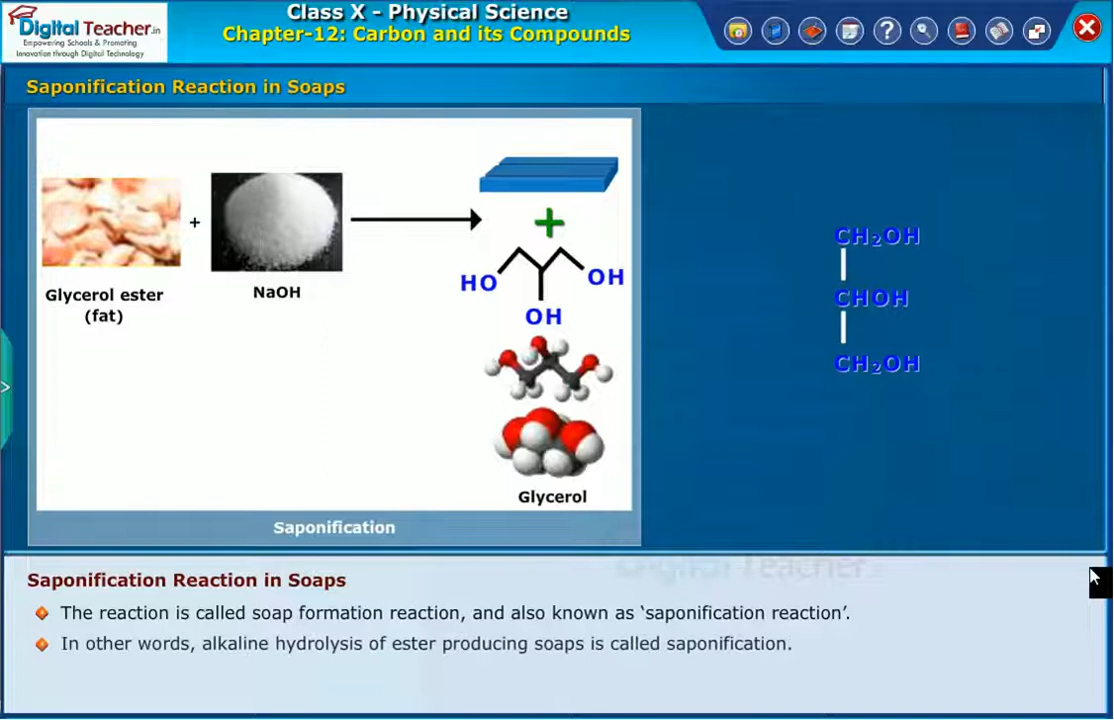 Digital Teacher.in
Empowering Schools & Promoting
Innovation through Digital Technology
Class X - Physical Science
Chapter-12: Carbon and its Compounds
?
Saponification Reaction in Soaps
+
Glycerol ester
(fat)
NaOH
+
HO
OH
OH
Glycerol
Saponification
CH₂OH
CHOH
CH₂OH
>
Digital Teacher
Saponification Reaction in Soaps
The reaction is called soap formation reaction, and also known as ‘saponification reaction’.
In other words, alkaline hydrolysis of ester producing soaps is called saponification.